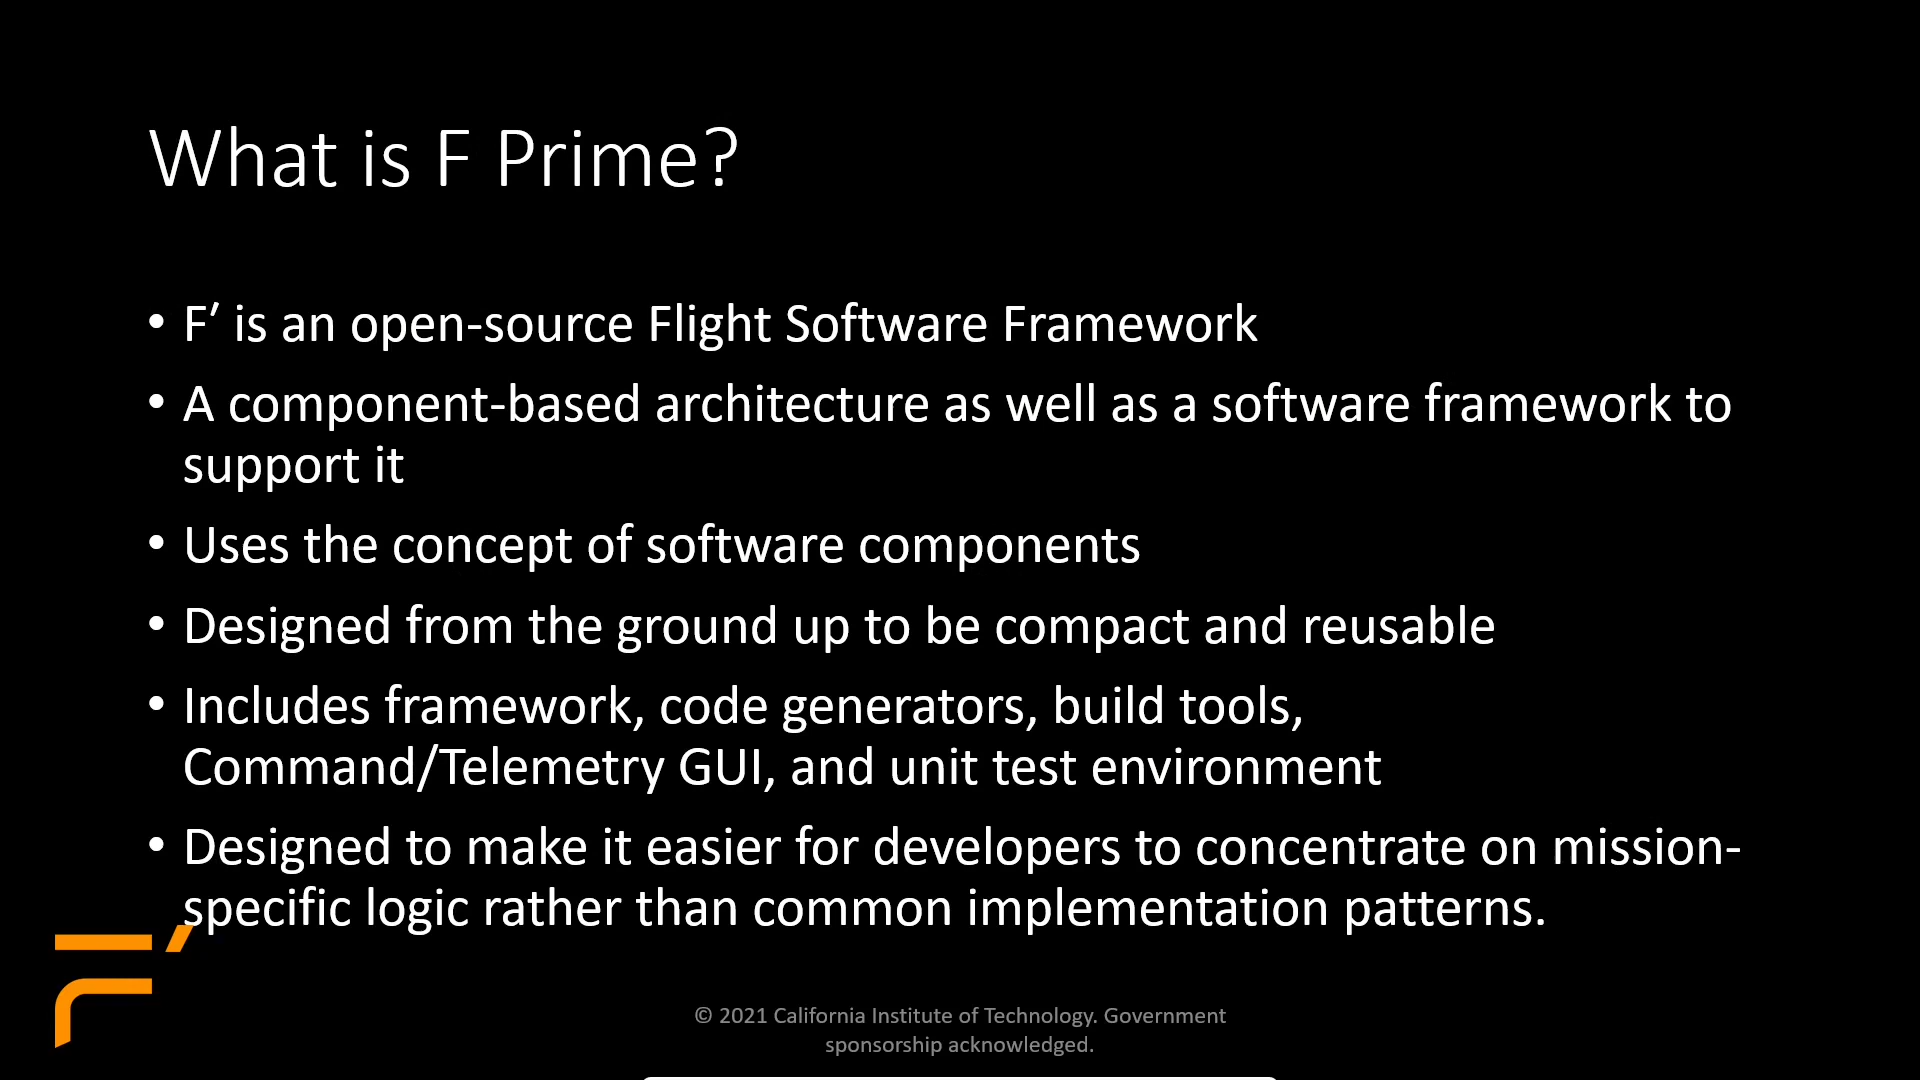 What is F Prime?
• F′ is an open-source Flight Software Framework
• A component-based architecture as well as a software framework to
support it
• Uses the concept of software components
• Designed from the ground up to be compact and reusable
• Includes framework, code generators, build tools,
Command/Telemetry GUI, and unit test environment
• Designed to make it easier for developers to concentrate on mission-
specific logic rather than common implementation patterns.
F′
© 2021 California Institute of Technology. Government
sponsorship acknowledged.